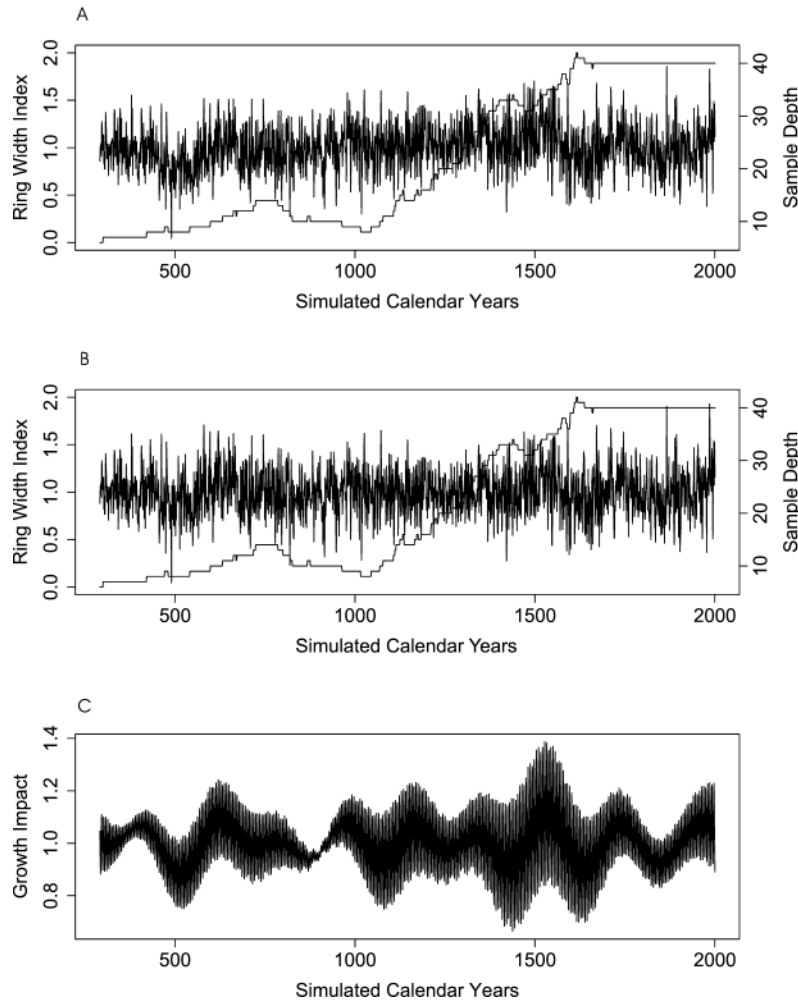 A
2.0
1.5
1.0
0.5
0.0
Ring Width Index
40
30
20
10
Sample Depth
500 1000 1500 2000
Simulated Calendar Years
B
2.0
1.5
1.0
0.5
0.0
Ring Width Index
40
30
20
10
Sample Depth
500 1000 1500 2000
Simulated Calendar Years
C
1.4
1.2
1.0
0.8
Growth Impact
500 1000 1500 2000
Simulated Calendar Years